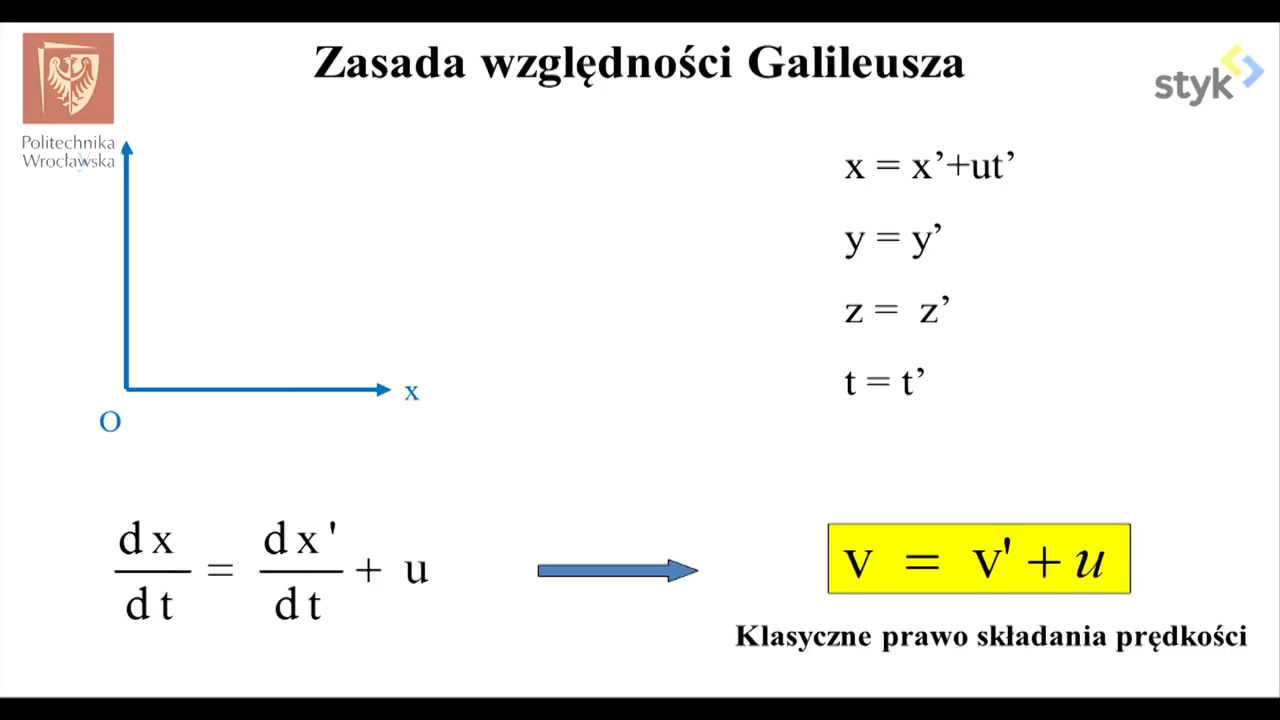 Zasada względności Galileusza
Politechnika
Wrocławska
styk
y
x
O
x = x’+ut’
y = y’
z = z’
t = t’
dx/dt = dx'/dt + u
v = v' + u
Klasyczne prawo składania prędkości